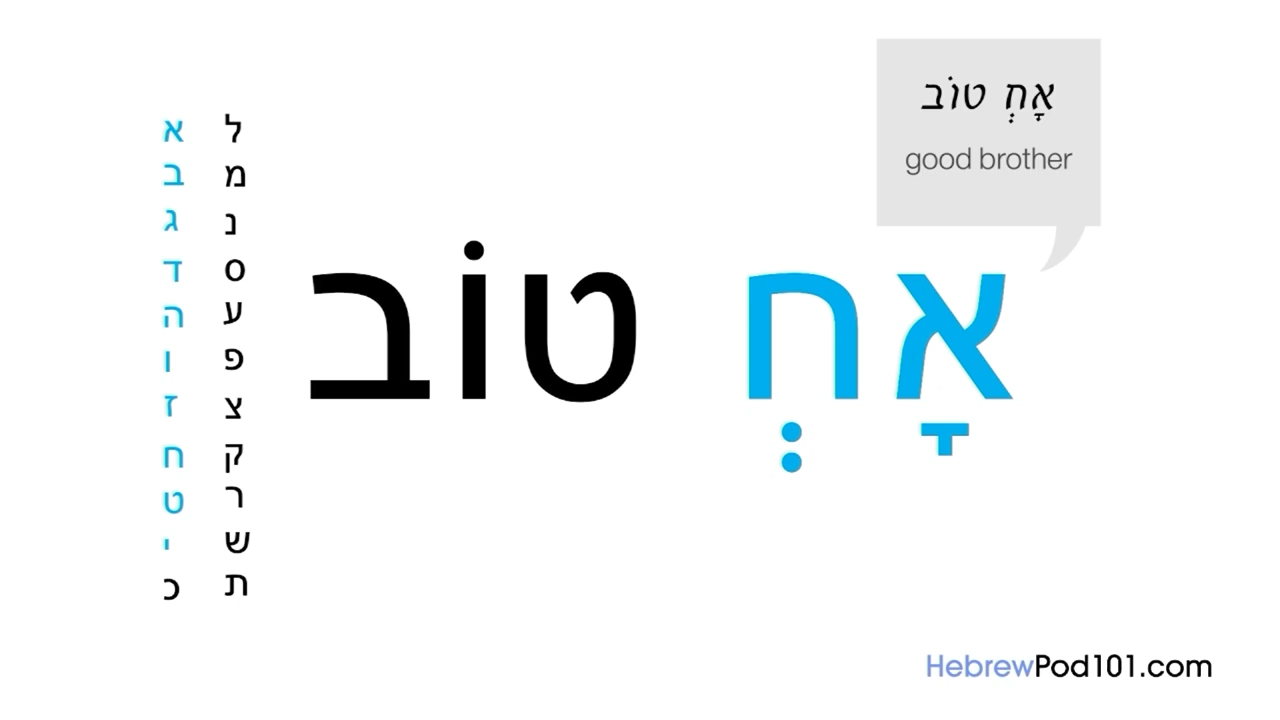 אָחְ טוֹב
good brother
א
ב
ג
ד
ה
ו
ז
ח
ט
י
כ
ל
מ
נ
ס
ע
פ
צ
ק
ר
ש
ת
אָחְ טוֹב
HebrewPod101.com